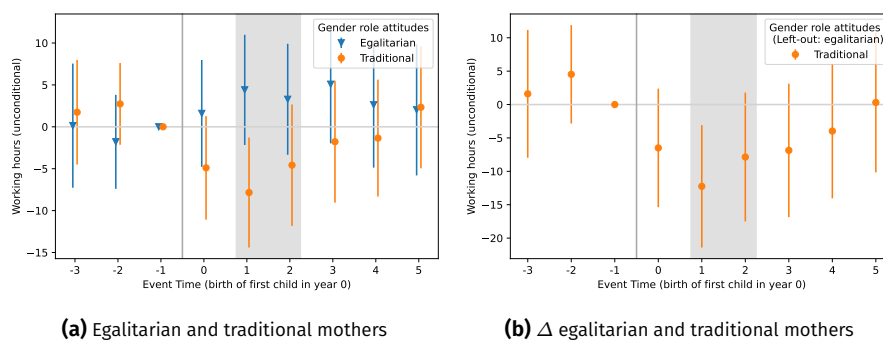 Gender role attitudes
Egalitarian
Traditional
10
5
0
−5
−10
−15
Working hours (unconditional)
-3 -2 -1 0 1 2 3 4 5
Event Time (birth of first child in year 0)
(a) Egalitarian and traditional mothers
Gender role attitudes
(Left-out: egalitarian)
Traditional
10
5
0
−5
−10
−15
−20
Working hours (unconditional)
-3 -2 -1 0 1 2 3 4 5
Event Time (birth of first child in year 0)
(b) Δ egalitarian and traditional mothers